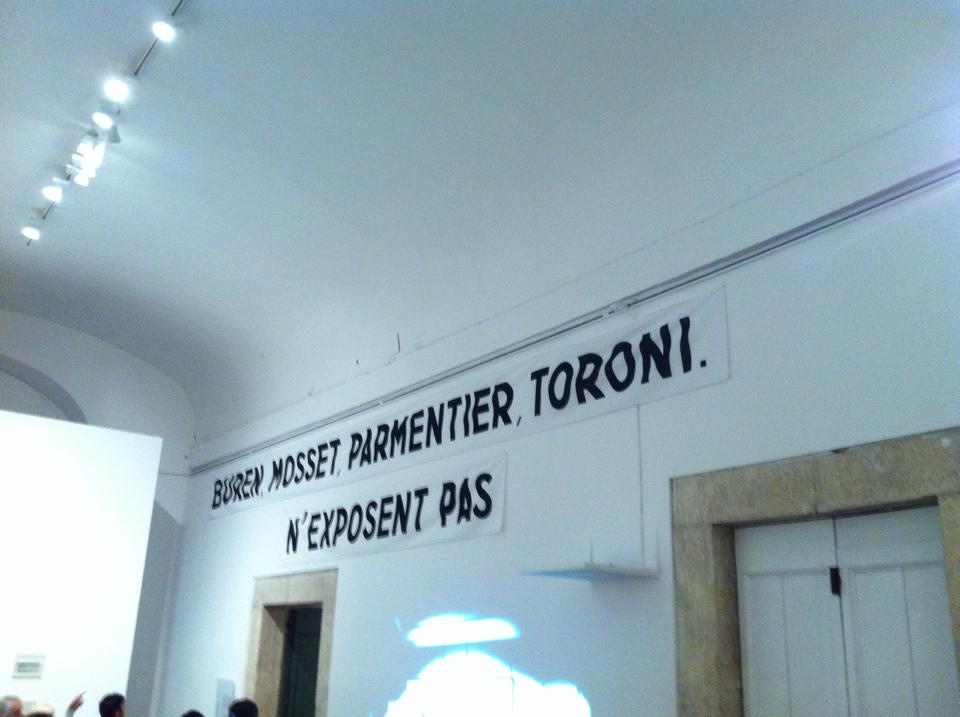 BUREN, MOSSET, PARMENTIER, TORONI.
N'EXPOSENT PAS